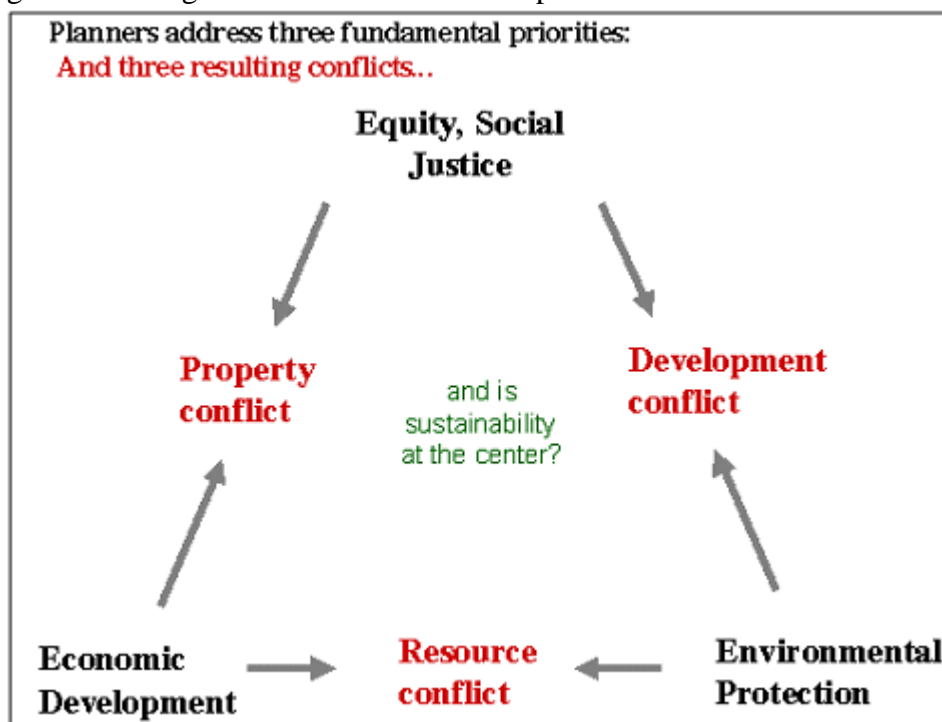 Planners address three fundamental priorities:
And three resulting conflicts...
Equity, Social
Justice
Property
conflict
and is
sustainability
at the center?
Development
conflict
Economic
Development
Resource
conflict
Environmental
Protection